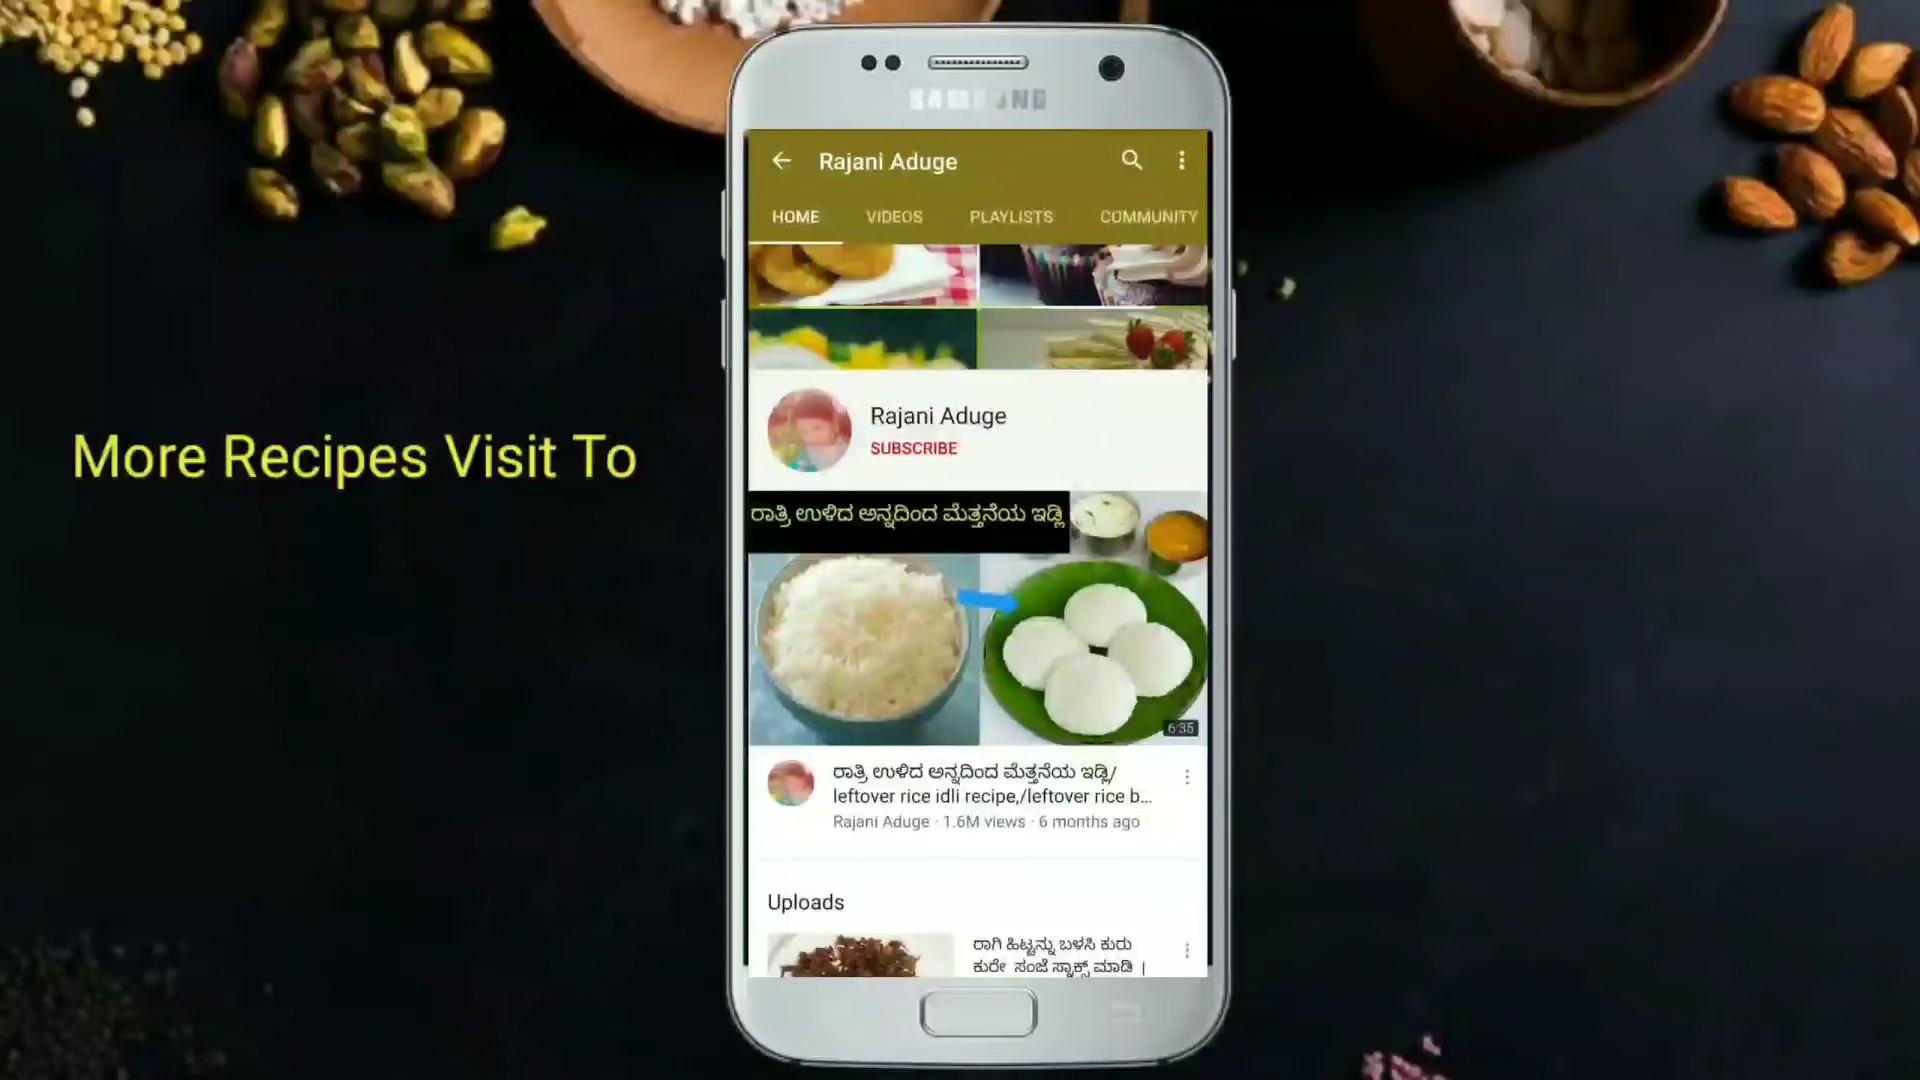 SAMSUNG
Rajani Aduge
HOME VIDEOS PLAYLISTS COMMUNITY
Rajani Aduge
SUBSCRIBE
More Recipes Visit To
ರಾತ್ರಿ ಉಳಿದ ಅನ್ನದಿಂದ ಮೆತ್ತನೆಯ ಇಡ್ಲಿ
6:35
ರಾತ್ರಿ ಉಳಿದ ಅನ್ನದಿಂದ ಮೆತ್ತನೆಯ ಇಡ್ಲಿ/
leftover rice idli recipe,/leftover rice b...
Rajani Aduge · 1.6M views · 6 months ago
Uploads
ರಾಗಿ ಹಿಟ್ಟನ್ನು ಬಳಸಿ ಕುರು
ಕುರೇ ಸಂಜೆ ಸ್ನಾಕ್ಸ್ ಮಾಡಿ |